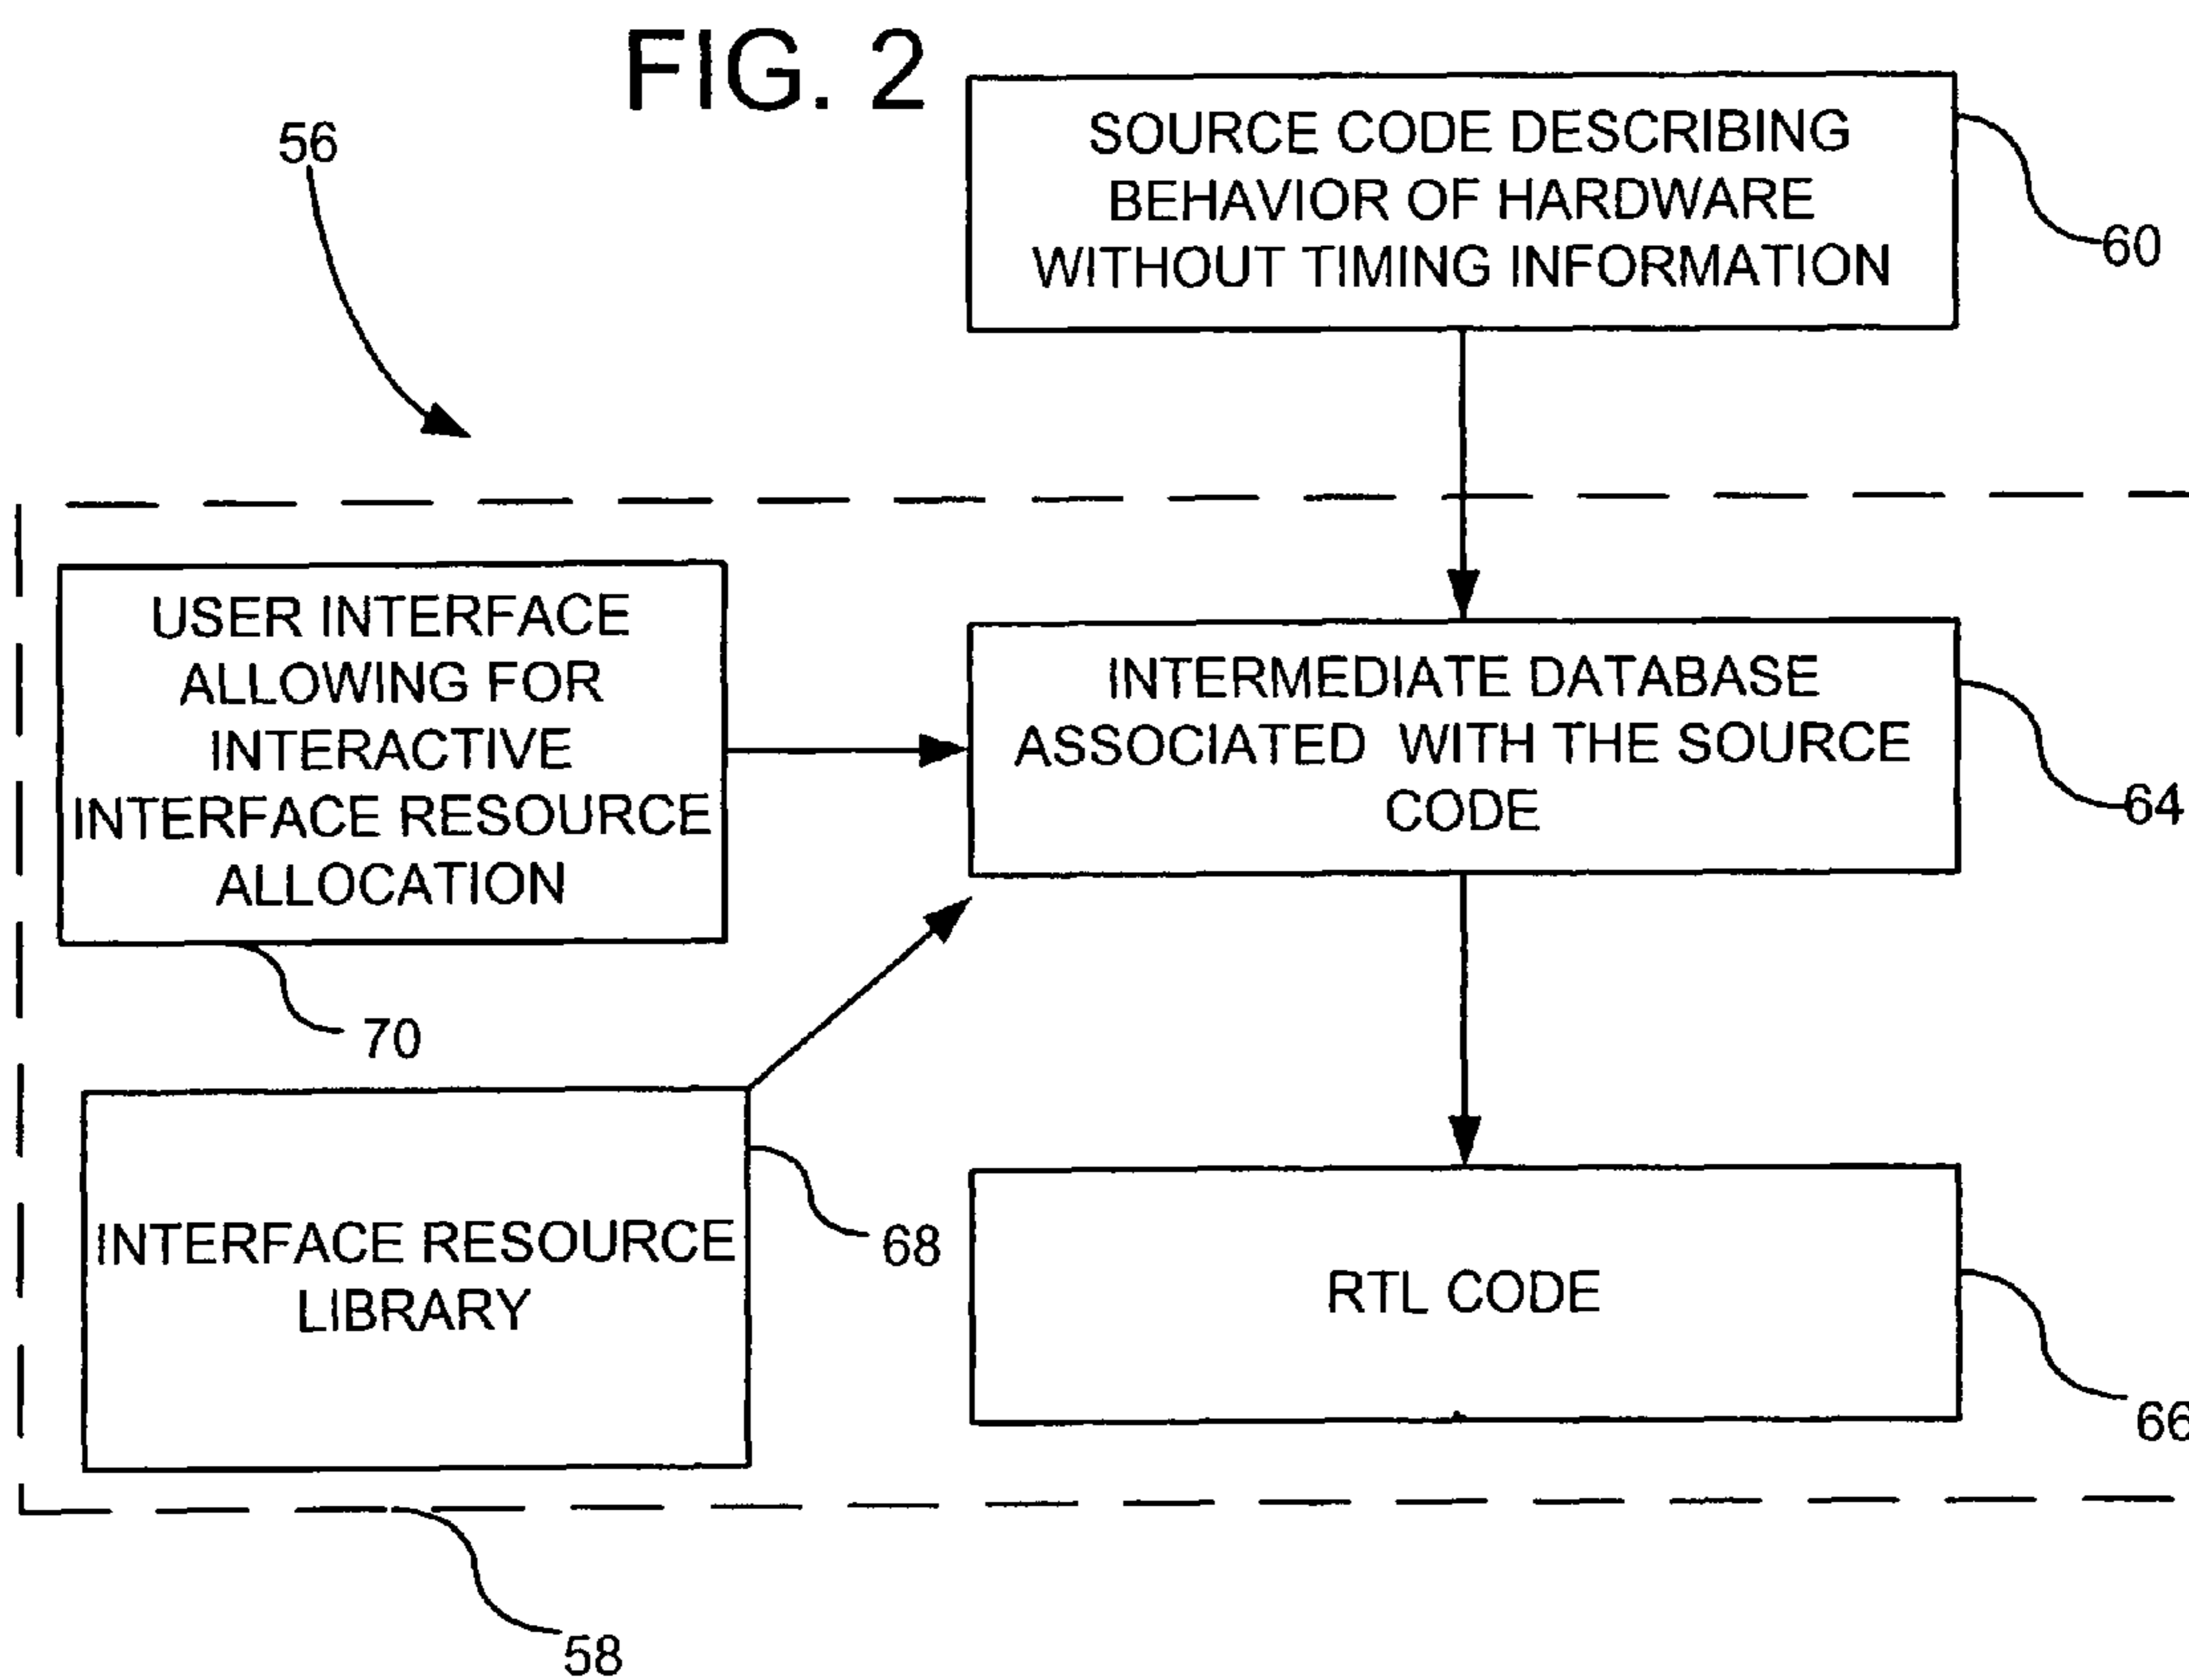 FIG. 2
56
SOURCE CODE DESCRIBING
BEHAVIOR OF HARDWARE
WITHOUT TIMING INFORMATION
60
USER INTERFACE
ALLOWING FOR
INTERACTIVE
INTERFACE RESOURCE
ALLOCATION
70
INTERMEDIATE DATABASE
ASSOCIATED WITH THE SOURCE
CODE
64
INTERFACE RESOURCE
LIBRARY
68
RTL CODE
66
58